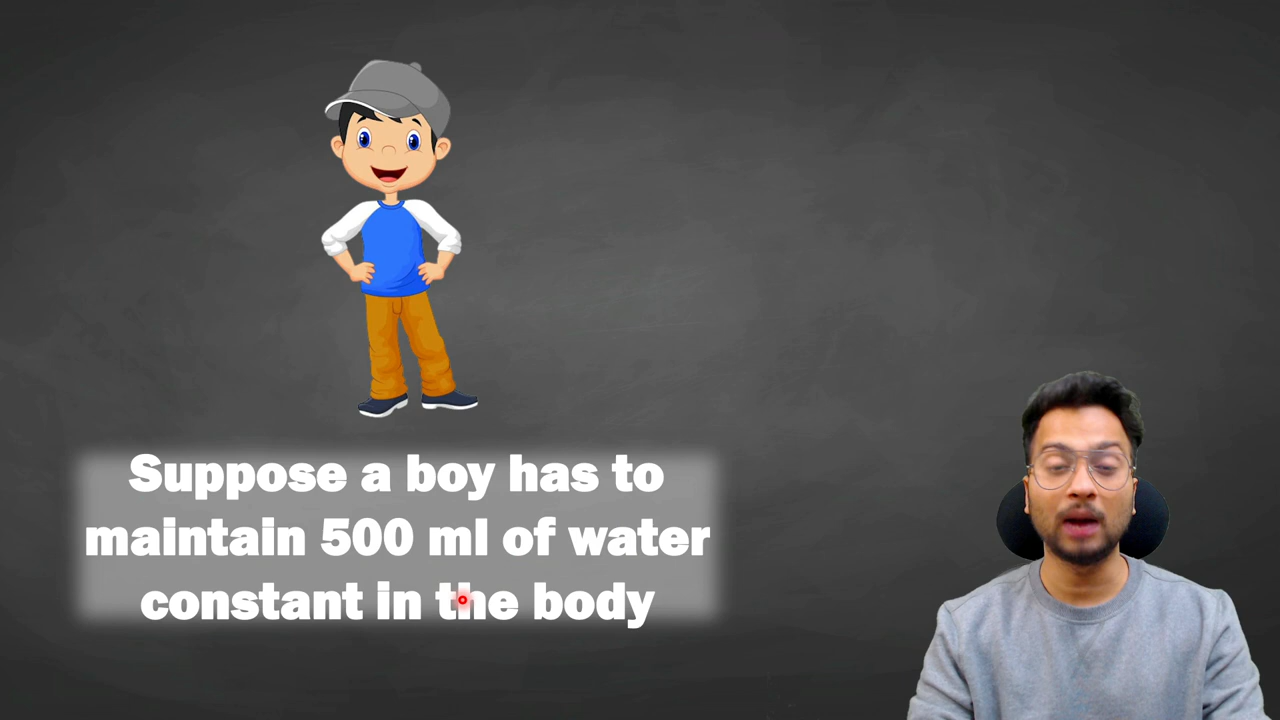 Suppose a boy has to
maintain 500 ml of water
constant in the body